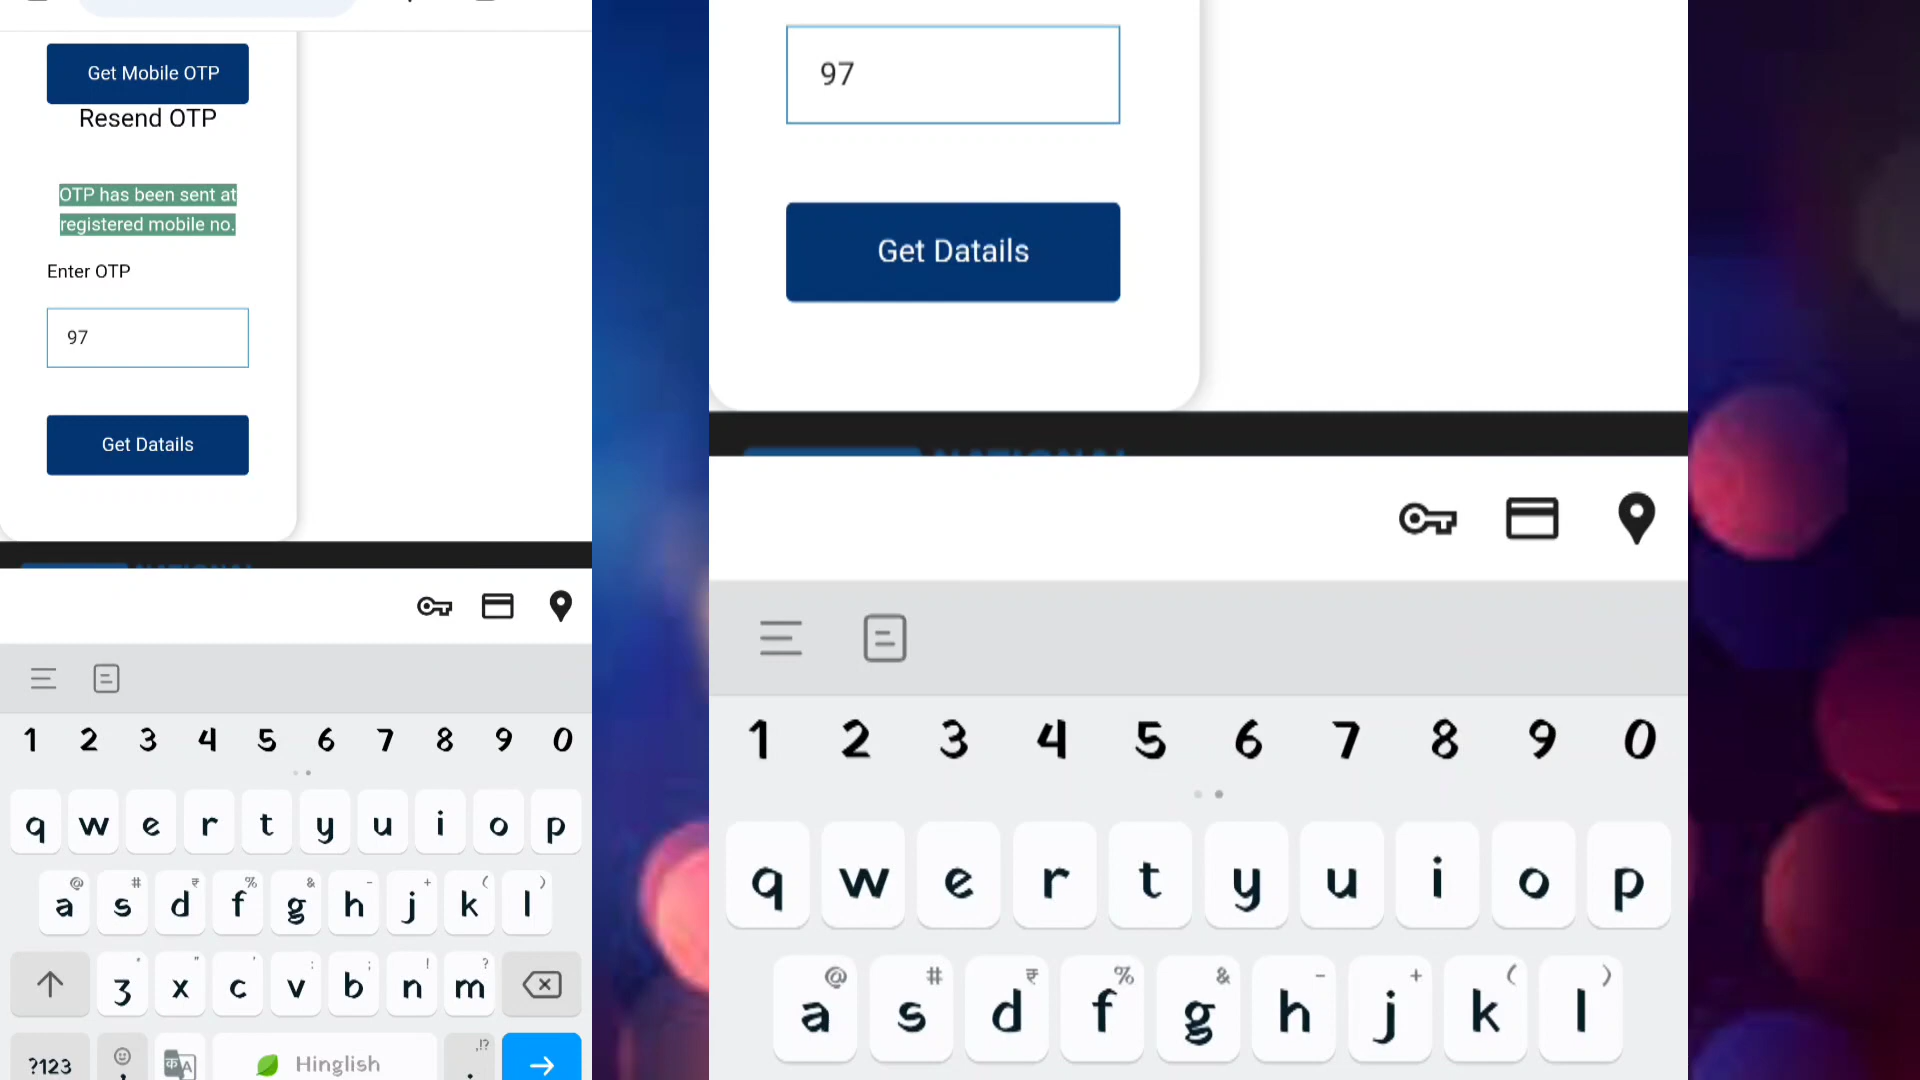 Get Mobile OTP
Resend OTP
OTP has been sent at
registered mobile no.
Enter OTP
97
Get Datails
1 2 3 4 5 6 7 8 9 0
q w e r t y u i o p
@ # ₹ % & - + ( )
a s d f g h j k l
z x c v b n m
?123 Hinglish ,!? .
97
Get Datails
1 2 3 4 5 6 7 8 9 0
q w e r t y u i o p
@ # ₹ % & - + ( )
a s d f g h j k l